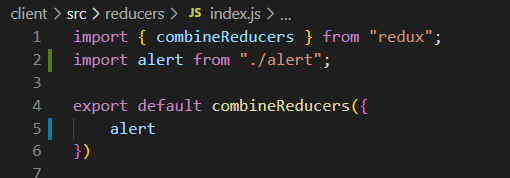 client > src > reducers > JS index.js > ...
1 import { combineReducers } from "redux";
2 import alert from "./alert";
3
4 export default combineReducers({
5     alert
6 })
7